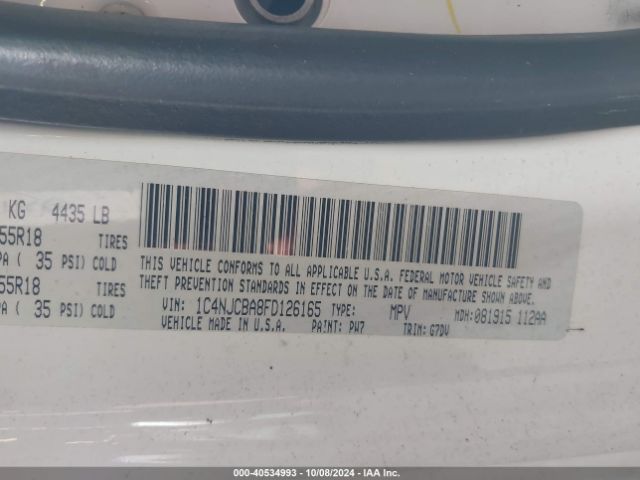 KG 4435 LB
55R18 TIRES
PA ( 35 PSI) COLD
55R18 TIRES
PA ( 35 PSI) COLD
THIS VEHICLE CONFORMS TO ALL APPLICABLE U.S.A. FEDERAL MOTOR VEHICLE SAFETY AND
THEFT PREVENTION STANDARDS IN EFFECT ON THE DATE OF MANUFACTURE SHOWN ABOVE.
VIN: 1C4NJCBA8FD126165 TYPE: MPV MDH: 081915 112AA
VEHICLE MADE IN U.S.A. PAINT: PW7 TRIM: G7DV
000-40534993 - 10/08/2024 - IAA Inc.